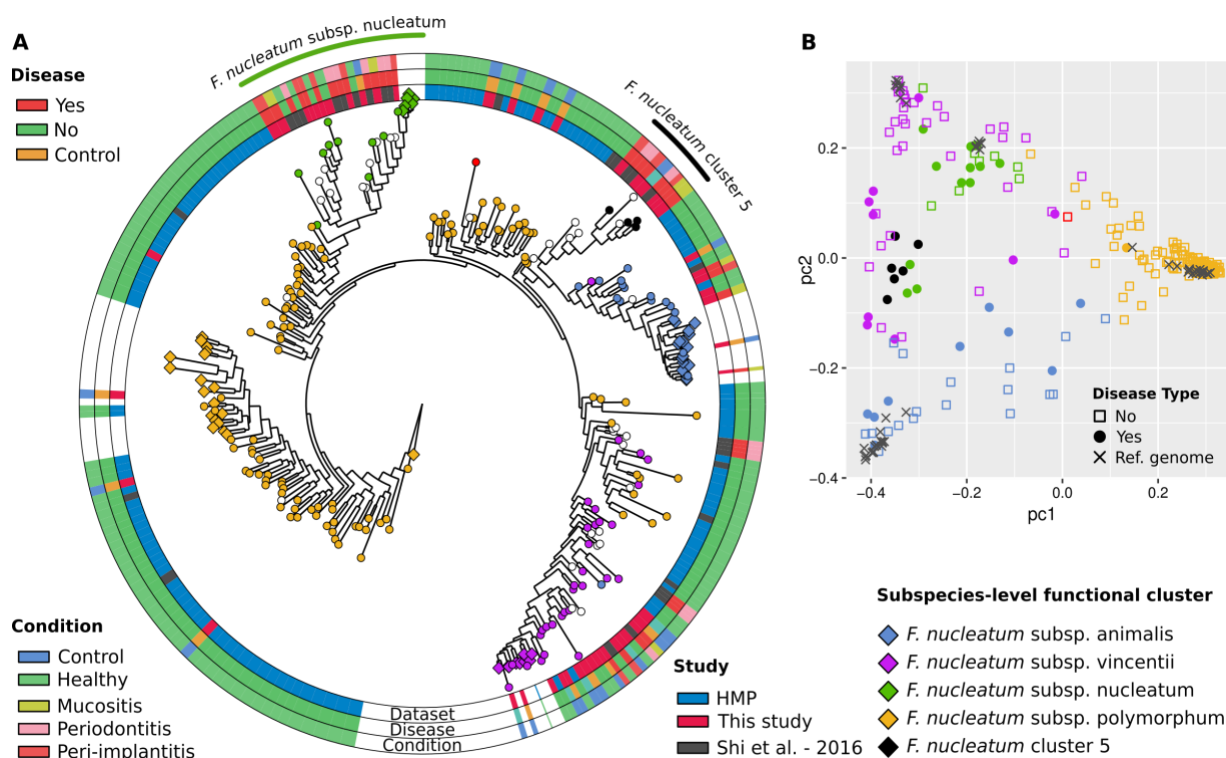 A
Disease
Yes
No
Control
F. nucleatum subsp. nucleatum
F. nucleatum cluster 5
Condition
Control
Healthy
Mucositis
Periodontitis
Peri-implantitis
Dataset
Disease
Condition
Study
HMP
This study
Shi et al. - 2016
B
pc2
0.2
0.0
−0.2
−0.4
−0.4
−0.2
0.0
0.2
pc1
Disease Type
No
Yes
Ref. genome
Subspecies-level functional cluster
F. nucleatum subsp. animalis
F. nucleatum subsp. vincentii
F. nucleatum subsp. nucleatum
F. nucleatum subsp. polymorphum
F. nucleatum cluster 5